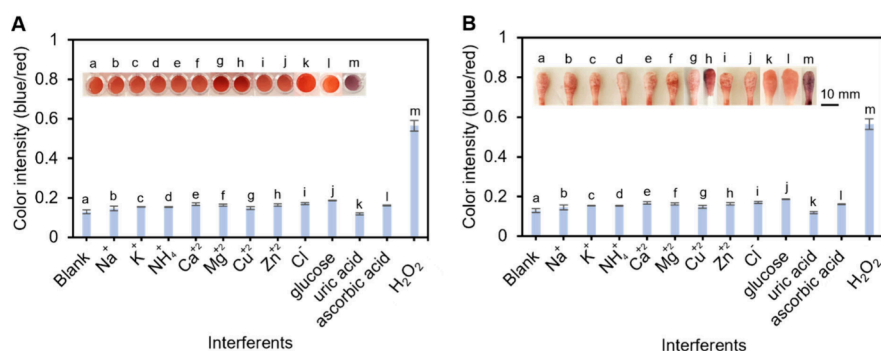 A
Color intensity (blue/red)
1
0.8
0.6
0.4
0.2
0
a b c d e f g h i j k l m
a b c d e f g h i j k l m
Blank
Na⁺
K⁺
NH₄⁺
Ca⁺²
Mg⁺²
Cu⁺²
Zn⁺²
Cl⁻
glucose
uric acid
ascorbic acid
H₂O₂
Interferents
B
Color intensity (blue/red)
1
0.8
0.6
0.4
0.2
0
a b c d e f g h i j k l m
10 mm
a b c d e f g h i j k l m
Blank
Na⁺
K⁺
NH₄⁺
Ca⁺²
Mg⁺²
Cu⁺²
Zn⁺²
Cl⁻
glucose
uric acid
ascorbic acid
H₂O₂
Interferents